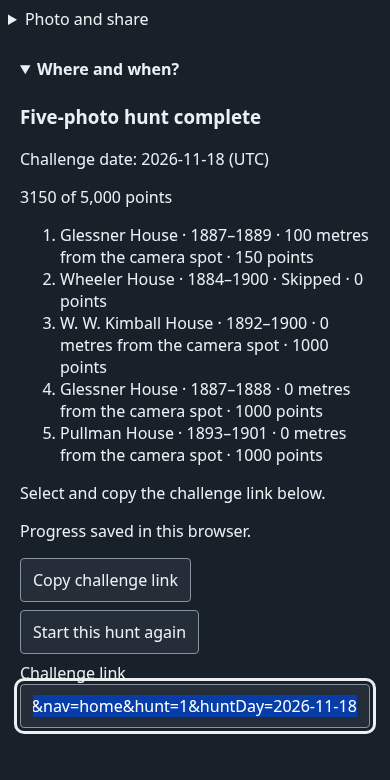 Photo and share
Where and when?
Five-photo hunt complete
Challenge date: 2026-11-18 (UTC)
3150 of 5,000 points
1. Glessner House · 1887–1889 · 100 metres
from the camera spot · 150 points
2. Wheeler House · 1884–1900 · Skipped · 0
points
3. W. W. Kimball House · 1892–1900 · 0
metres from the camera spot · 1000
points
4. Glessner House · 1887–1888 · 0 metres
from the camera spot · 1000 points
5. Pullman House · 1893–1901 · 0 metres
from the camera spot · 1000 points
Select and copy the challenge link below.
Progress saved in this browser.
Copy challenge link
Start this hunt again
Challenge link
&nav=home&hunt=1&huntDay=2026-11-18